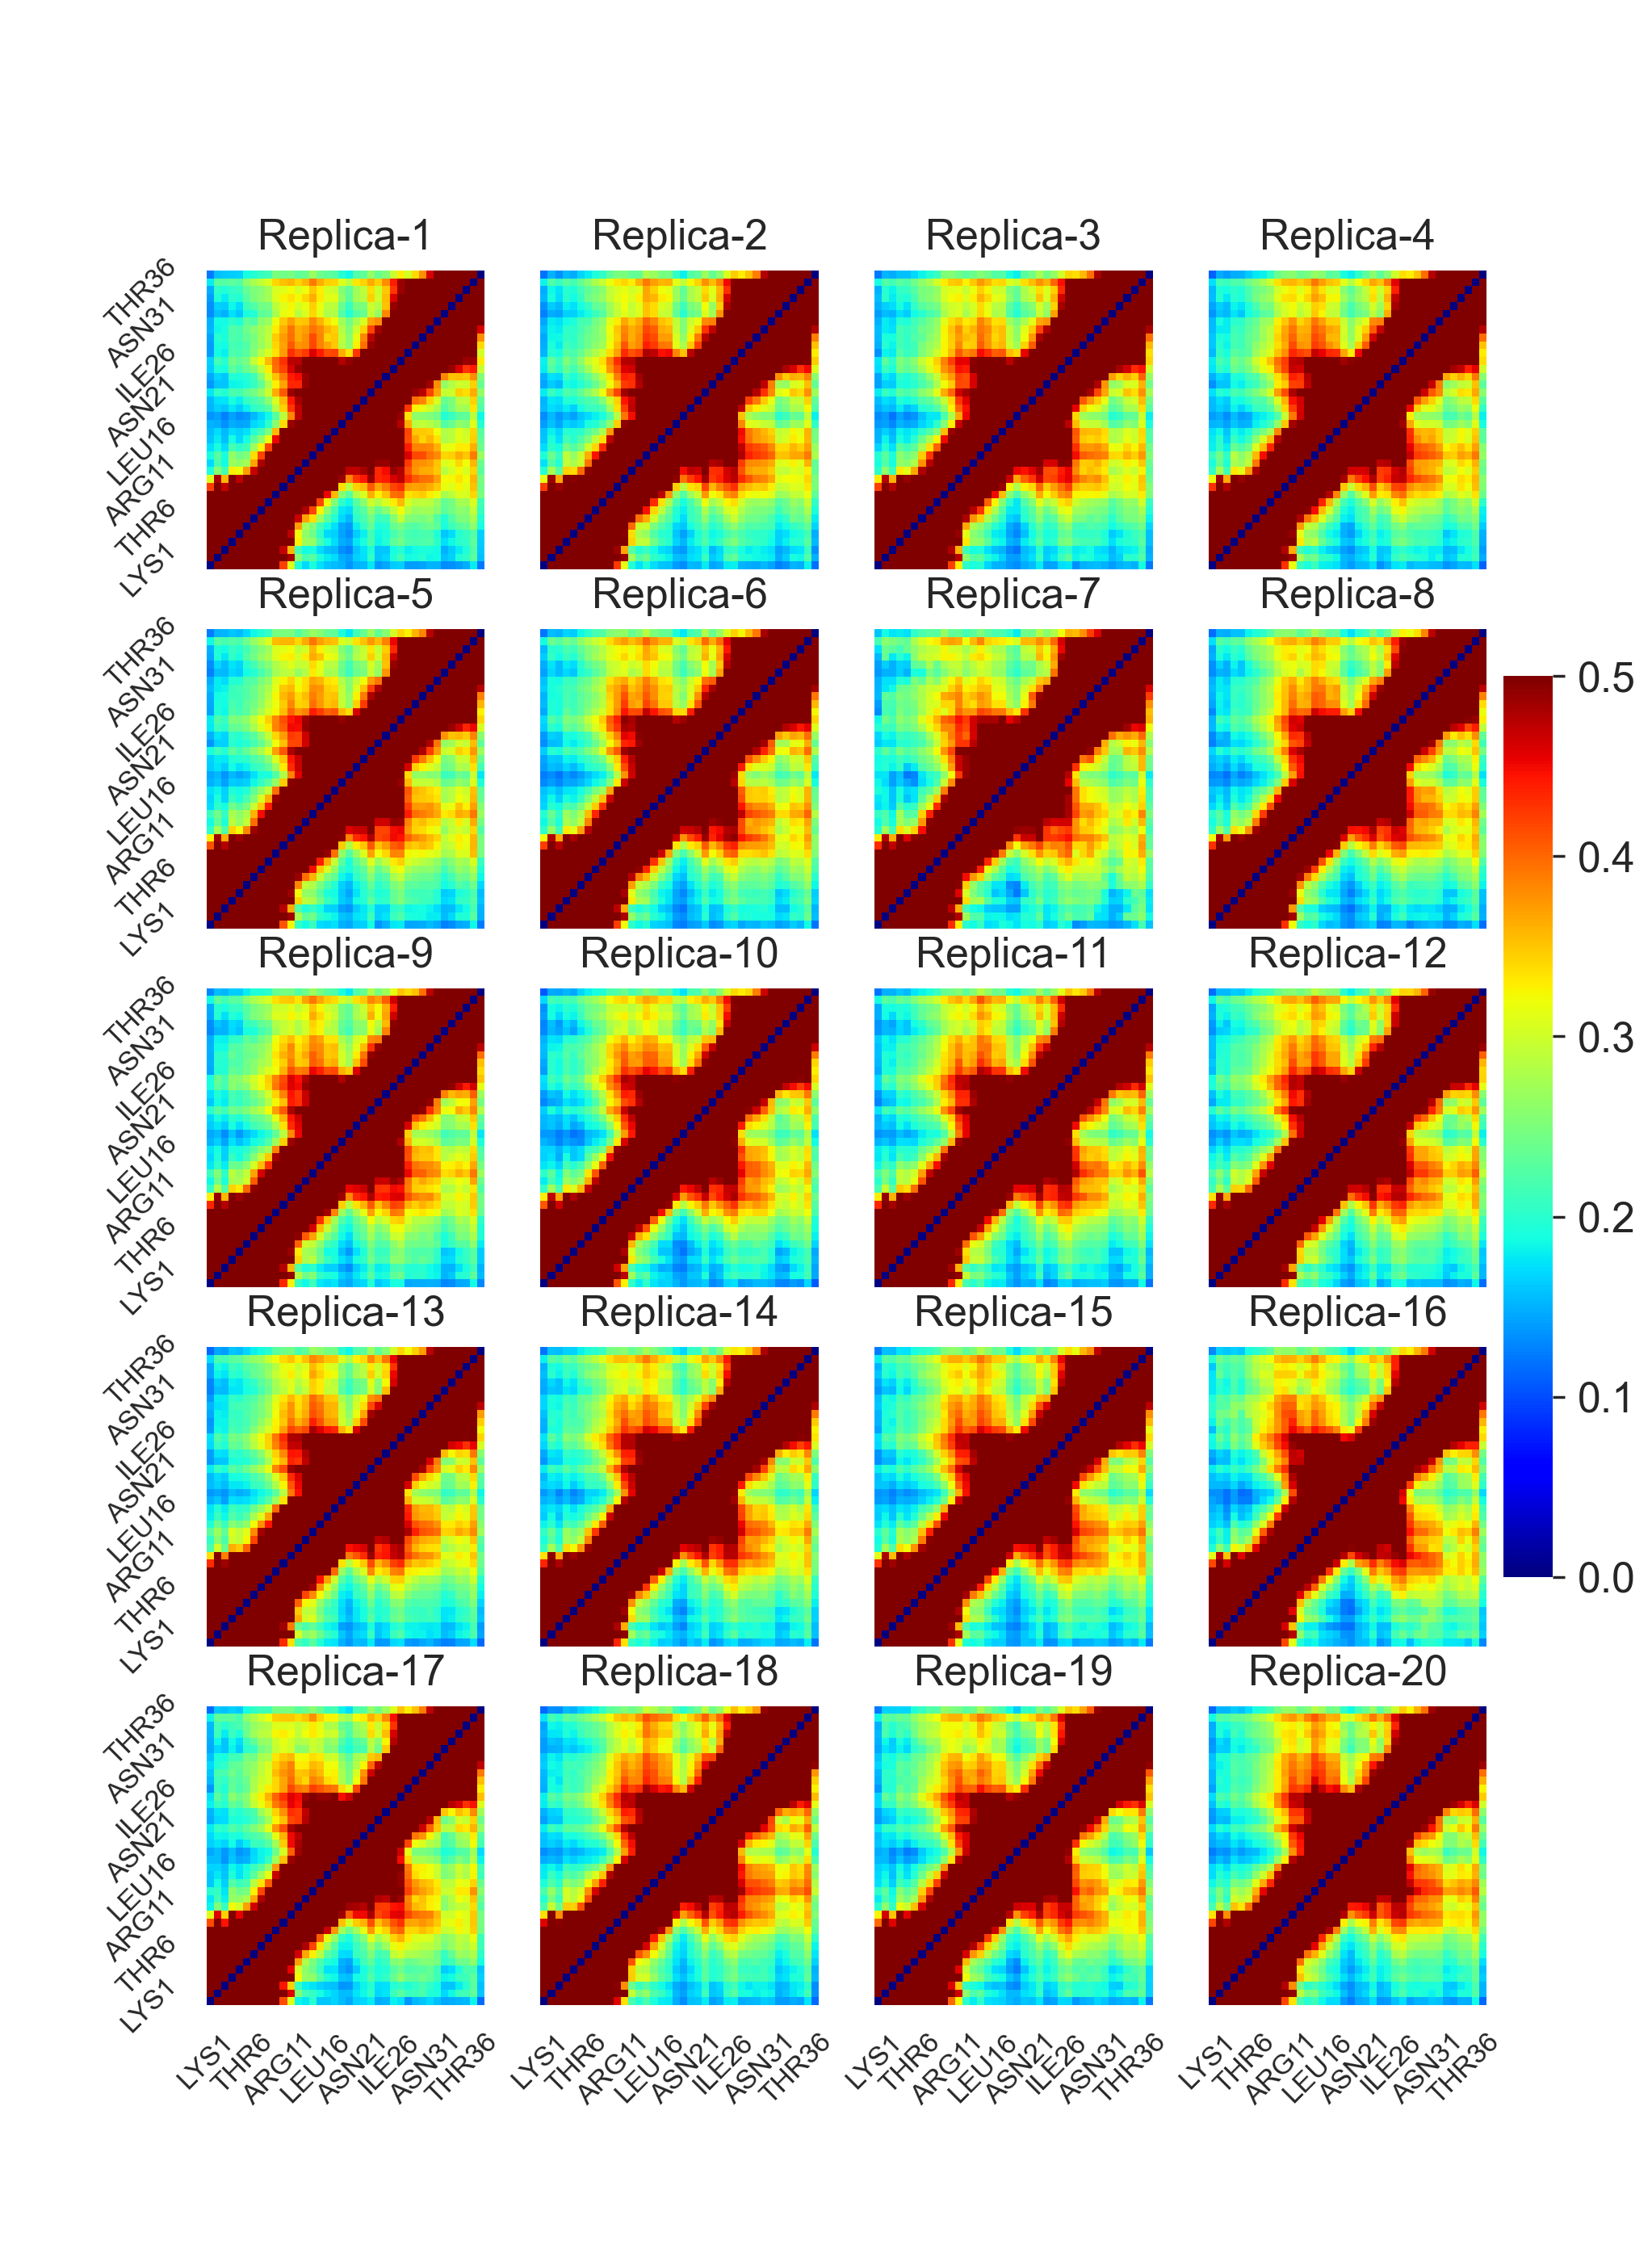 Replica-1 Replica-2 Replica-3 Replica-4
THR36
ASN31
ILE26
ASN21
LEU16
ARG11
THR6
LYS1
Replica-5 Replica-6 Replica-7 Replica-8
THR36
ASN31
ILE26
ASN21
LEU16
ARG11
THR6
LYS1
Replica-9 Replica-10 Replica-11 Replica-12
THR36
ASN31
ILE26
ASN21
LEU16
ARG11
THR6
LYS1
Replica-13 Replica-14 Replica-15 Replica-16
THR36
ASN31
ILE26
ASN21
LEU16
ARG11
THR6
LYS1
Replica-17 Replica-18 Replica-19 Replica-20
THR36
ASN31
ILE26
ASN21
LEU16
ARG11
THR6
LYS1
LYS1 THR6 ARG11 LEU16 ASN21 ILE26 ASN31 THR36 LYS1 THR6 ARG11 LEU16 ASN21 ILE26 ASN31 THR36 LYS1 THR6 ARG11 LEU16 ASN21 ILE26 ASN31 THR36 LYS1 THR6 ARG11 LEU16 ASN21 ILE26 ASN31 THR36
0.5
0.4
0.3
0.2
0.1
0.0